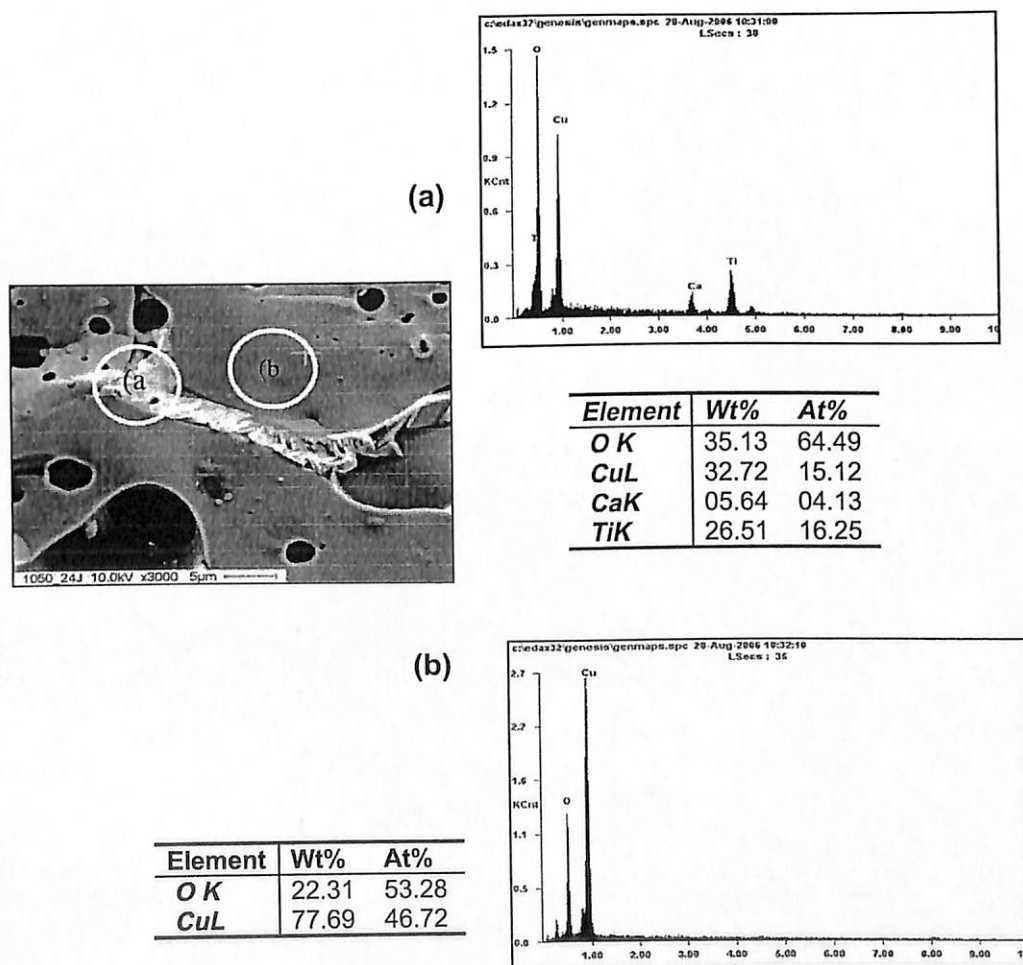 c:\edax32\genesis\genmaps.spc 28-Aug-2006 10:31:00
LSecs : 38
1.5
O
1.2
Cu
0.9
KCnt
(a)
0.6
T
Ti
0.3
Ca
0.0
1.00 2.00 3.00 4.00 5.00 6.00 7.00 8.00 9.00 10
(a
(b
1050_24J 10.0kV x3000 5µm
Element Wt% At%
O K 35.13 64.49
CuL 32.72 15.12
CaK 05.64 04.13
TiK 26.51 16.25
(b)
c:\edax32\genesis\genmaps.spc 28-Aug-2006 10:32:10
LSecs : 35
2.7
Cu
2.7
1.6
KCnt
O
1.1
0.5
0.0
1.00 2.00 3.00 4.00 5.00 6.00 7.00 8.00 9.00
Element Wt% At%
O K 22.31 53.28
CuL 77.69 46.72